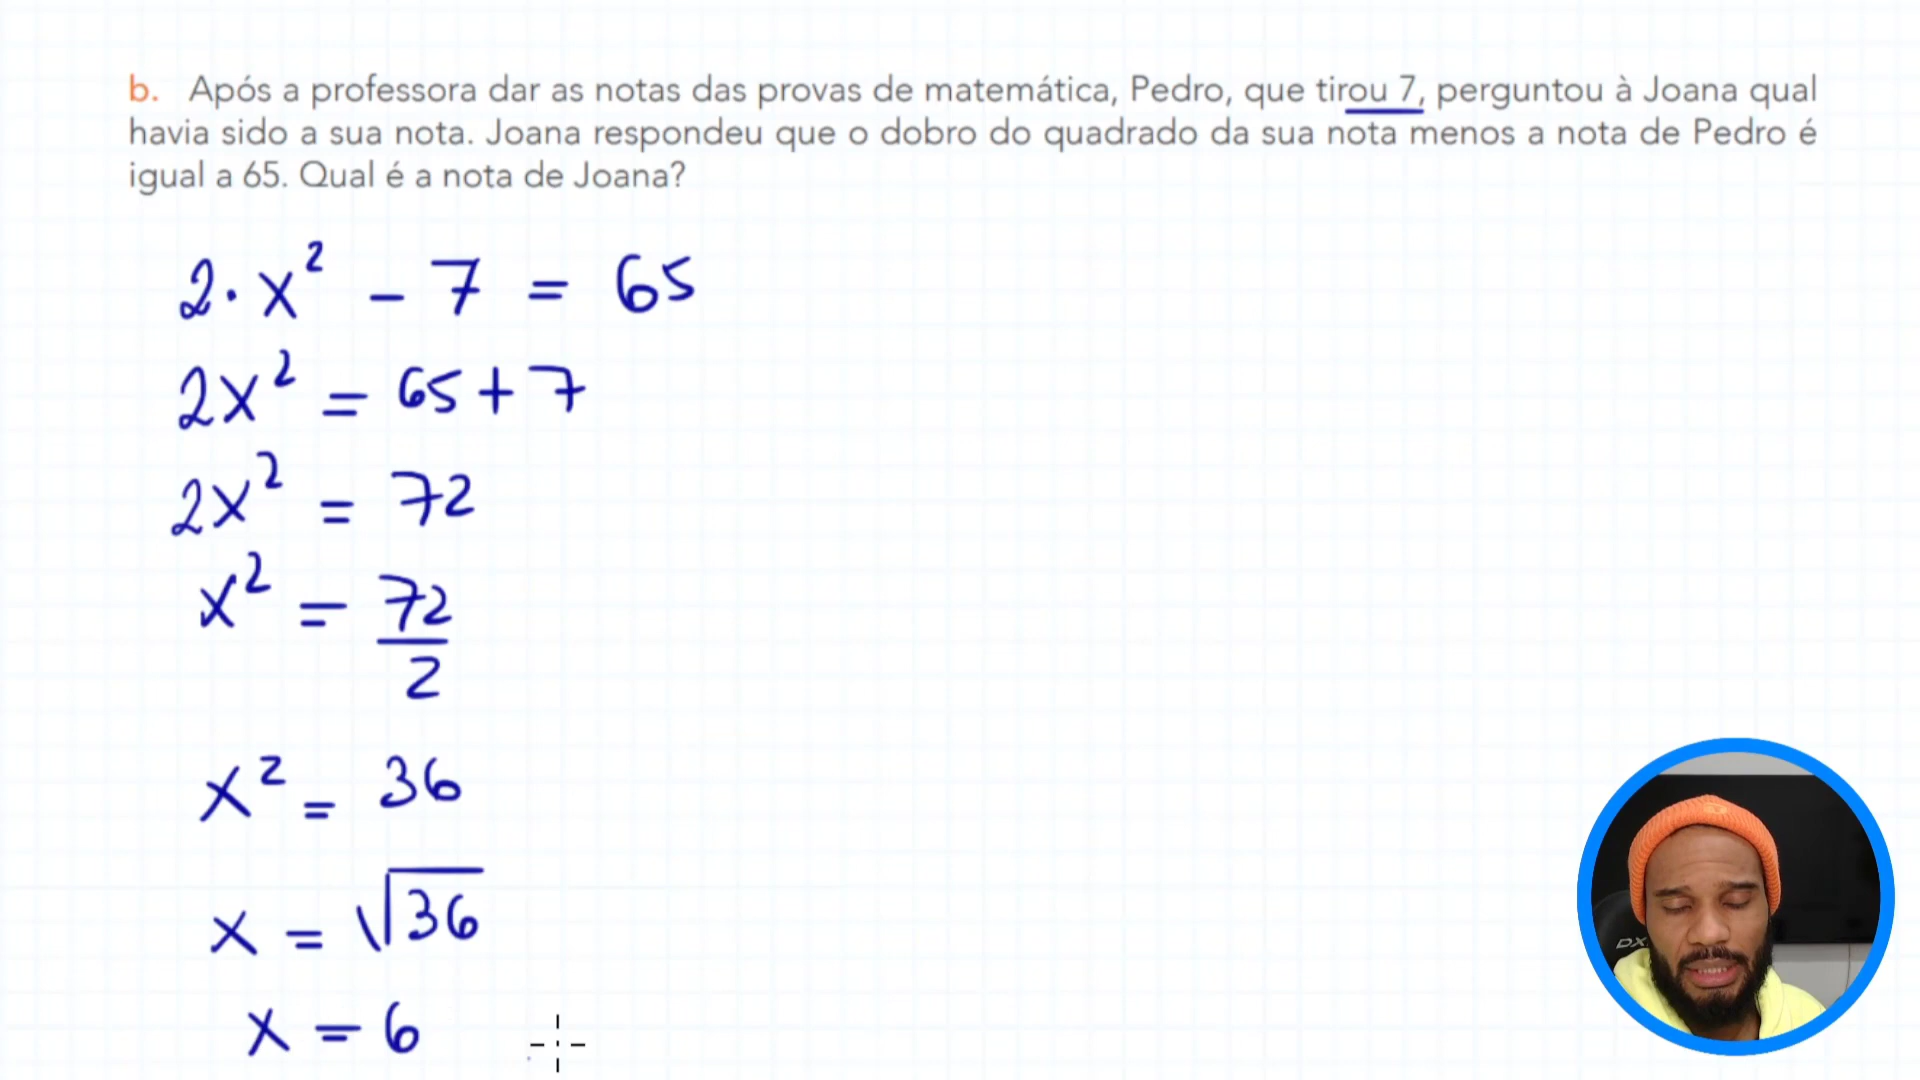 b. Após a professora dar as notas das provas de matemática, Pedro, que tirou 7, perguntou à Joana qual
havia sido a sua nota. Joana respondeu que o dobro do quadrado da sua nota menos a nota de Pedro é
igual a 65. Qual é a nota de Joana?
2·x² - 7 = 65
2x² = 65+7
2x² = 72
x² = 72/2
x² = 36
x = √36
x = 6
DX